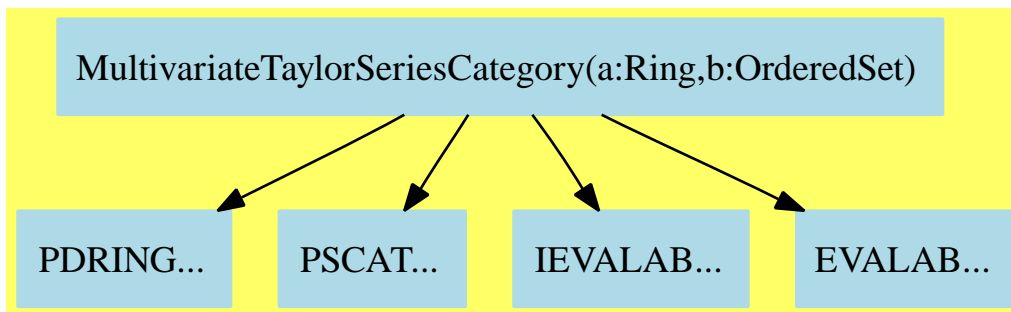 MultivariateTaylorSeriesCategory(a:Ring,b:OrderedSet)
PDRING... PSCAT... IEVALAB... EVALAB...